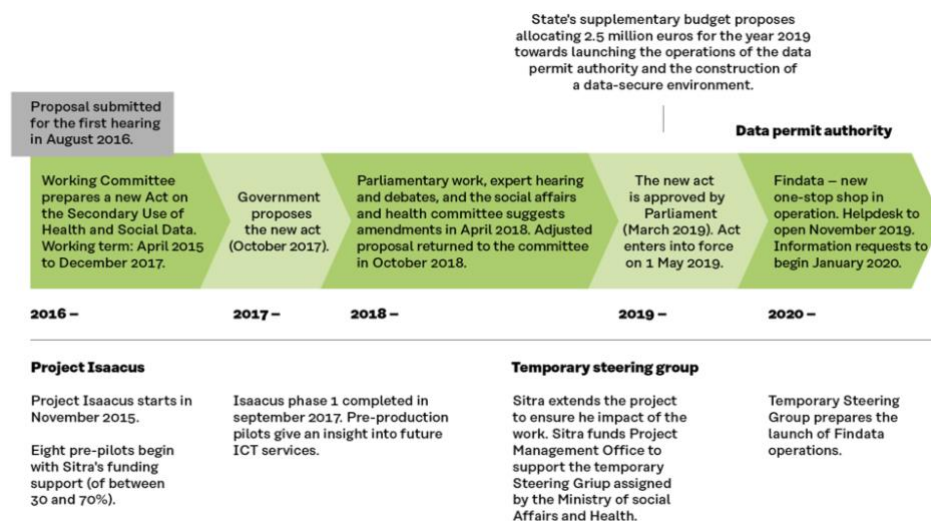 State's supplementary budget proposes
allocating 2.5 million euros for the year 2019
towards launching the operations of the data
permit authority and the construction of
a data-secure environment.
Proposal submitted
for the first hearing
in August 2016.
Data permit authority
Working Committee
prepares a new Act on
the Secondary Use of
Health and Social Data.
Working term: April 2015
to December 2017.
Government
proposes
the new act
(October 2017).
Parliamentary work, expert hearing
and debates, and the social affairs
and health committee suggests
amendments in April 2018. Adjusted
proposal returned to the committee
in October 2018.
The new act
is approved by
Parliament
(March 2019). Act
enters into force
on 1 May 2019.
Findata – new
one-stop shop in
operation. Helpdesk to
open November 2019.
Information requests to
begin January 2020.
2016 –
2017 –
2018 –
2019 –
2020 –
Project Isaacus
Project Isaacus starts in
November 2015.
Eight pre-pilots begin
with Sitra's funding
support (of between
30 and 70%).
Isaacus phase 1 completed in
september 2017. Pre-production
pilots give an insight into future
ICT services.
Temporary steering group
Sitra extends the project
to ensure he impact of the
work. Sitra funds Project
Management Office to
support the temporary
Steering Griup assigned
by the Ministry of social
Affairs and Health.
Temporary Steering
Group prepares the
launch of Findata
operations.